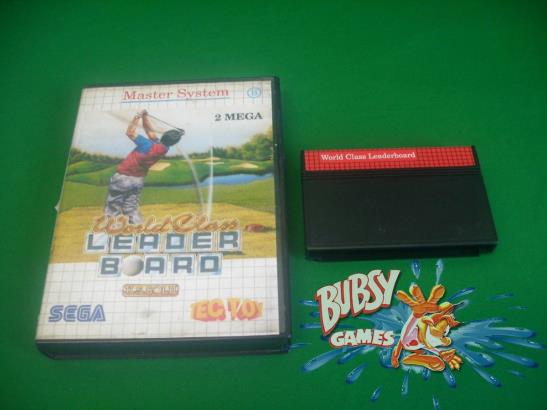 Master System
2 MEGA
World Class
LEADER
BOARD
SEGA
TEC TOY
World Class Leaderboard
BUBSY
GAMES